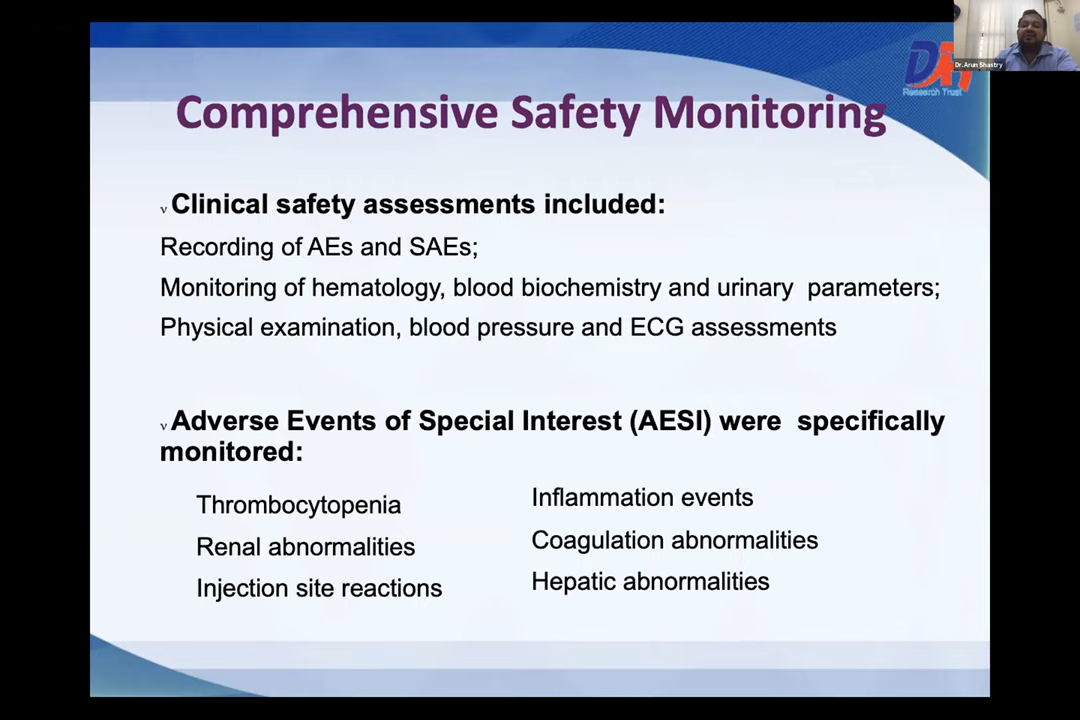 Dr.Arun Shastry
Research Trust
Comprehensive Safety Monitoring
v Clinical safety assessments included:
Recording of AEs and SAEs;
Monitoring of hematology, blood biochemistry and urinary parameters;
Physical examination, blood pressure and ECG assessments
v Adverse Events of Special Interest (AESI) were specifically
monitored:
Thrombocytopenia
Renal abnormalities
Injection site reactions
Inflammation events
Coagulation abnormalities
Hepatic abnormalities